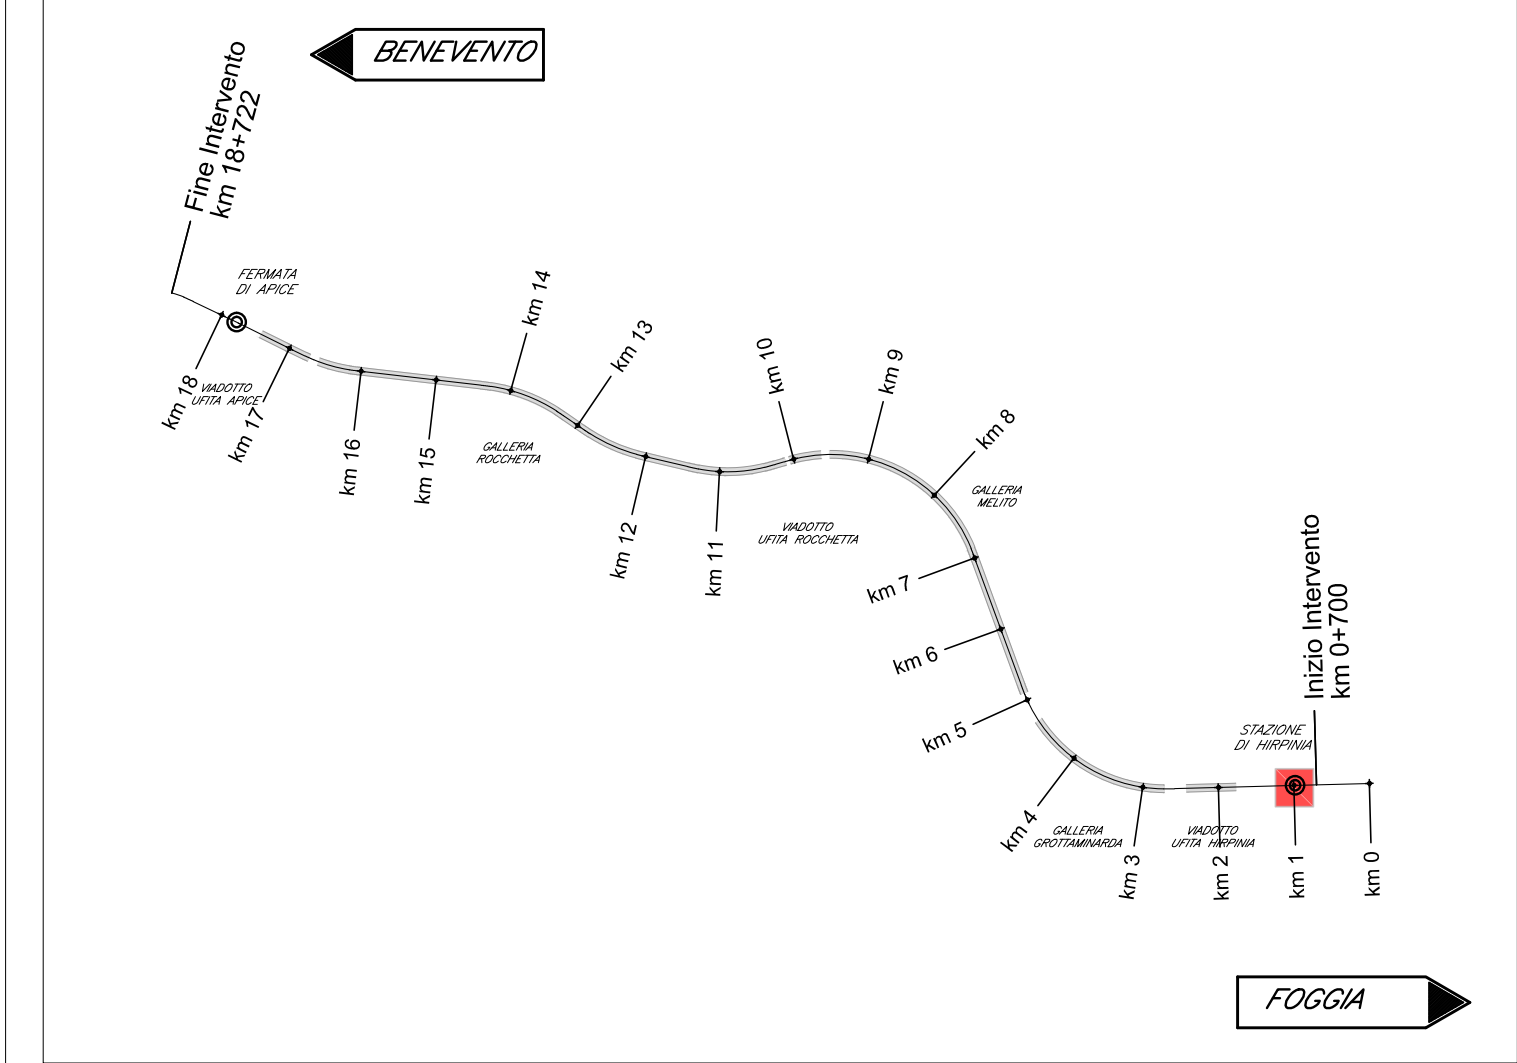 BENEVENTO
Fine Intervento
km 18+722
FERMATA
DI APICE
km 18
VIADOTTO
UFITA APICE
km 17
km 16
km 15
km 14
GALLERIA
ROCCHETTA
km 13
km 12
km 11
km 10
VIADOTTO
UFITA ROCCHETTA
km 9
km 8
GALLERIA
MELITO
km 7
km 6
km 5
km 4
GALLERIA
GROTTAMINARDA
km 3
VIADOTTO
UFITA HIRPINIA
km 2
STAZIONE
DI HIRPINIA
Inizio Intervento
km 0+700
km 1
km 0
FOGGIA